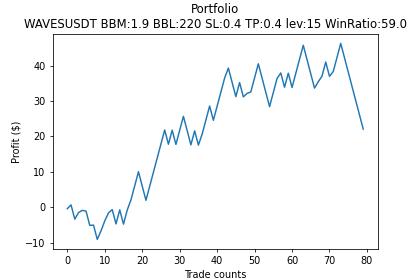 Portfolio
WAVESUSDT BBM:1.9 BBL:220 SL:0.4 TP:0.4 lev:15 WinRatio:59.0
Profit ($)
40
30
20
10
0
−10
0 10 20 30 40 50 60 70 80
Trade counts